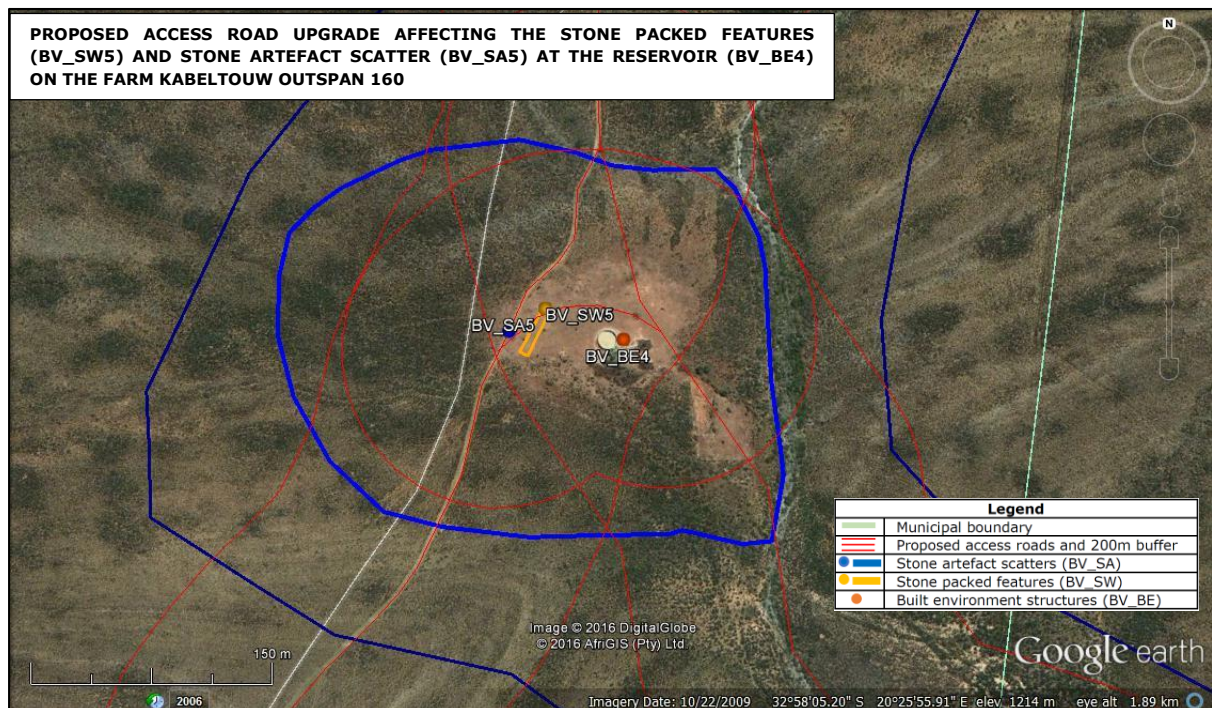 PROPOSED ACCESS ROAD UPGRADE AFFECTING THE STONE PACKED FEATURES
(BV_SW5) AND STONE ARTEFACT SCATTER (BV_SA5) AT THE RESERVOIR (BV_BE4)
ON THE FARM KABELTOUW OUTSPAN 160
N
BV_SW5
BV_SA5
BV_BE4
Legend
Municipal boundary
Proposed access roads and 200m buffer
Stone artefact scatters (BV_SA)
Stone packed features (BV_SW)
Built environment structures (BV_BE)
Image © 2016 DigitalGlobe
© 2016 AfriGIS (Pty) Ltd.
Google earth
150 m
2006
Imagery Date: 10/22/2009 32°58'05.20" S 20°25'55.91" E elev 1214 m eye alt 1.89 km